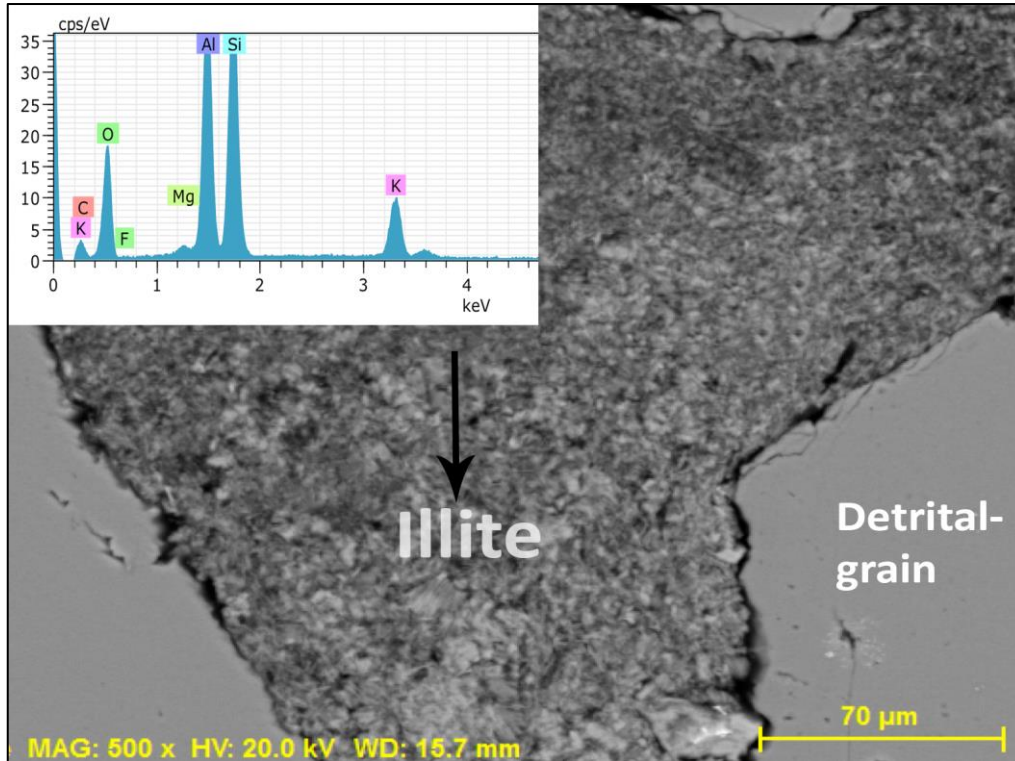 cps/eV
35
30
25
20
15
10
5
0
Al
Si
O
Mg
C
K
F
K
0
1
2
3
4
keV
Illite
Detrital-
grain
70 µm
MAG: 500 x HV: 20.0 kV WD: 15.7 mm